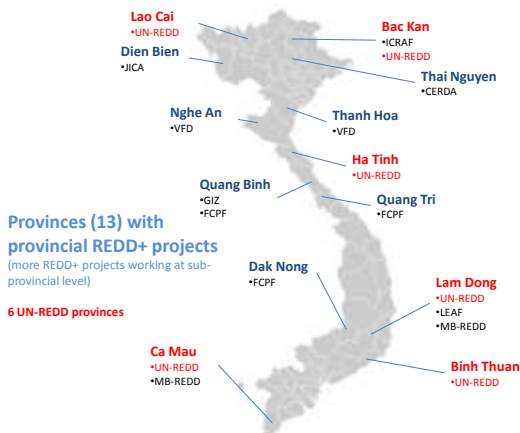 Lao Cai
•UN-REDD
Bac Kan
•ICRAF
•UN-REDD
Dien Bien
•JICA
Thai Nguyen
•CERDA
Nghe An
•VFD
Thanh Hoa
•VFD
Ha Tinh
•UN-REDD
Quang Binh
•GIZ
•FCPF
Quang Tri
•FCPF
Provinces (13) with
provincial REDD+ projects
(more REDD+ projects working at sub-
provincial level)
6 UN-REDD provinces
Dak Nong
•FCPF
Lam Dong
•UN-REDD
•LEAF
•MB-REDD
Ca Mau
•UN-REDD
•MB-REDD
Binh Thuan
•UN-REDD